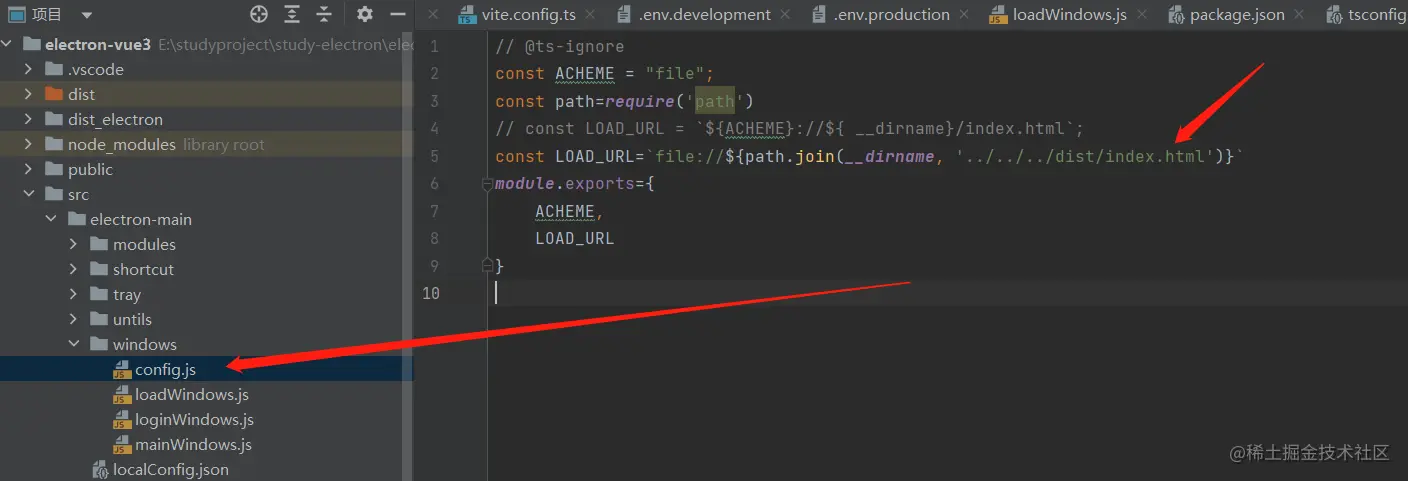 项目
vite.config.ts
.env.development
.env.production
loadWindows.js
package.json
tsconfig
electron-vue3 E:\studyproject\study-electron\elec
.vscode
dist
dist_electron
node_modules library root
public
src
electron-main
modules
shortcut
tray
untils
windows
config.js
loadWindows.js
loginWindows.js
mainWindows.js
localConfig.json
1 // @ts-ignore
2 const ACHEME = "file";
3 const path=require('path')
4 // const LOAD_URL = `${ACHEME}://${ __dirname}/index.html`;
5 const LOAD_URL=`file://${path.join(__dirname, '../../../dist/index.html')}`
6 module.exports={
7 ACHEME,
8 LOAD_URL
9 }
10
@稀土掘金技术社区